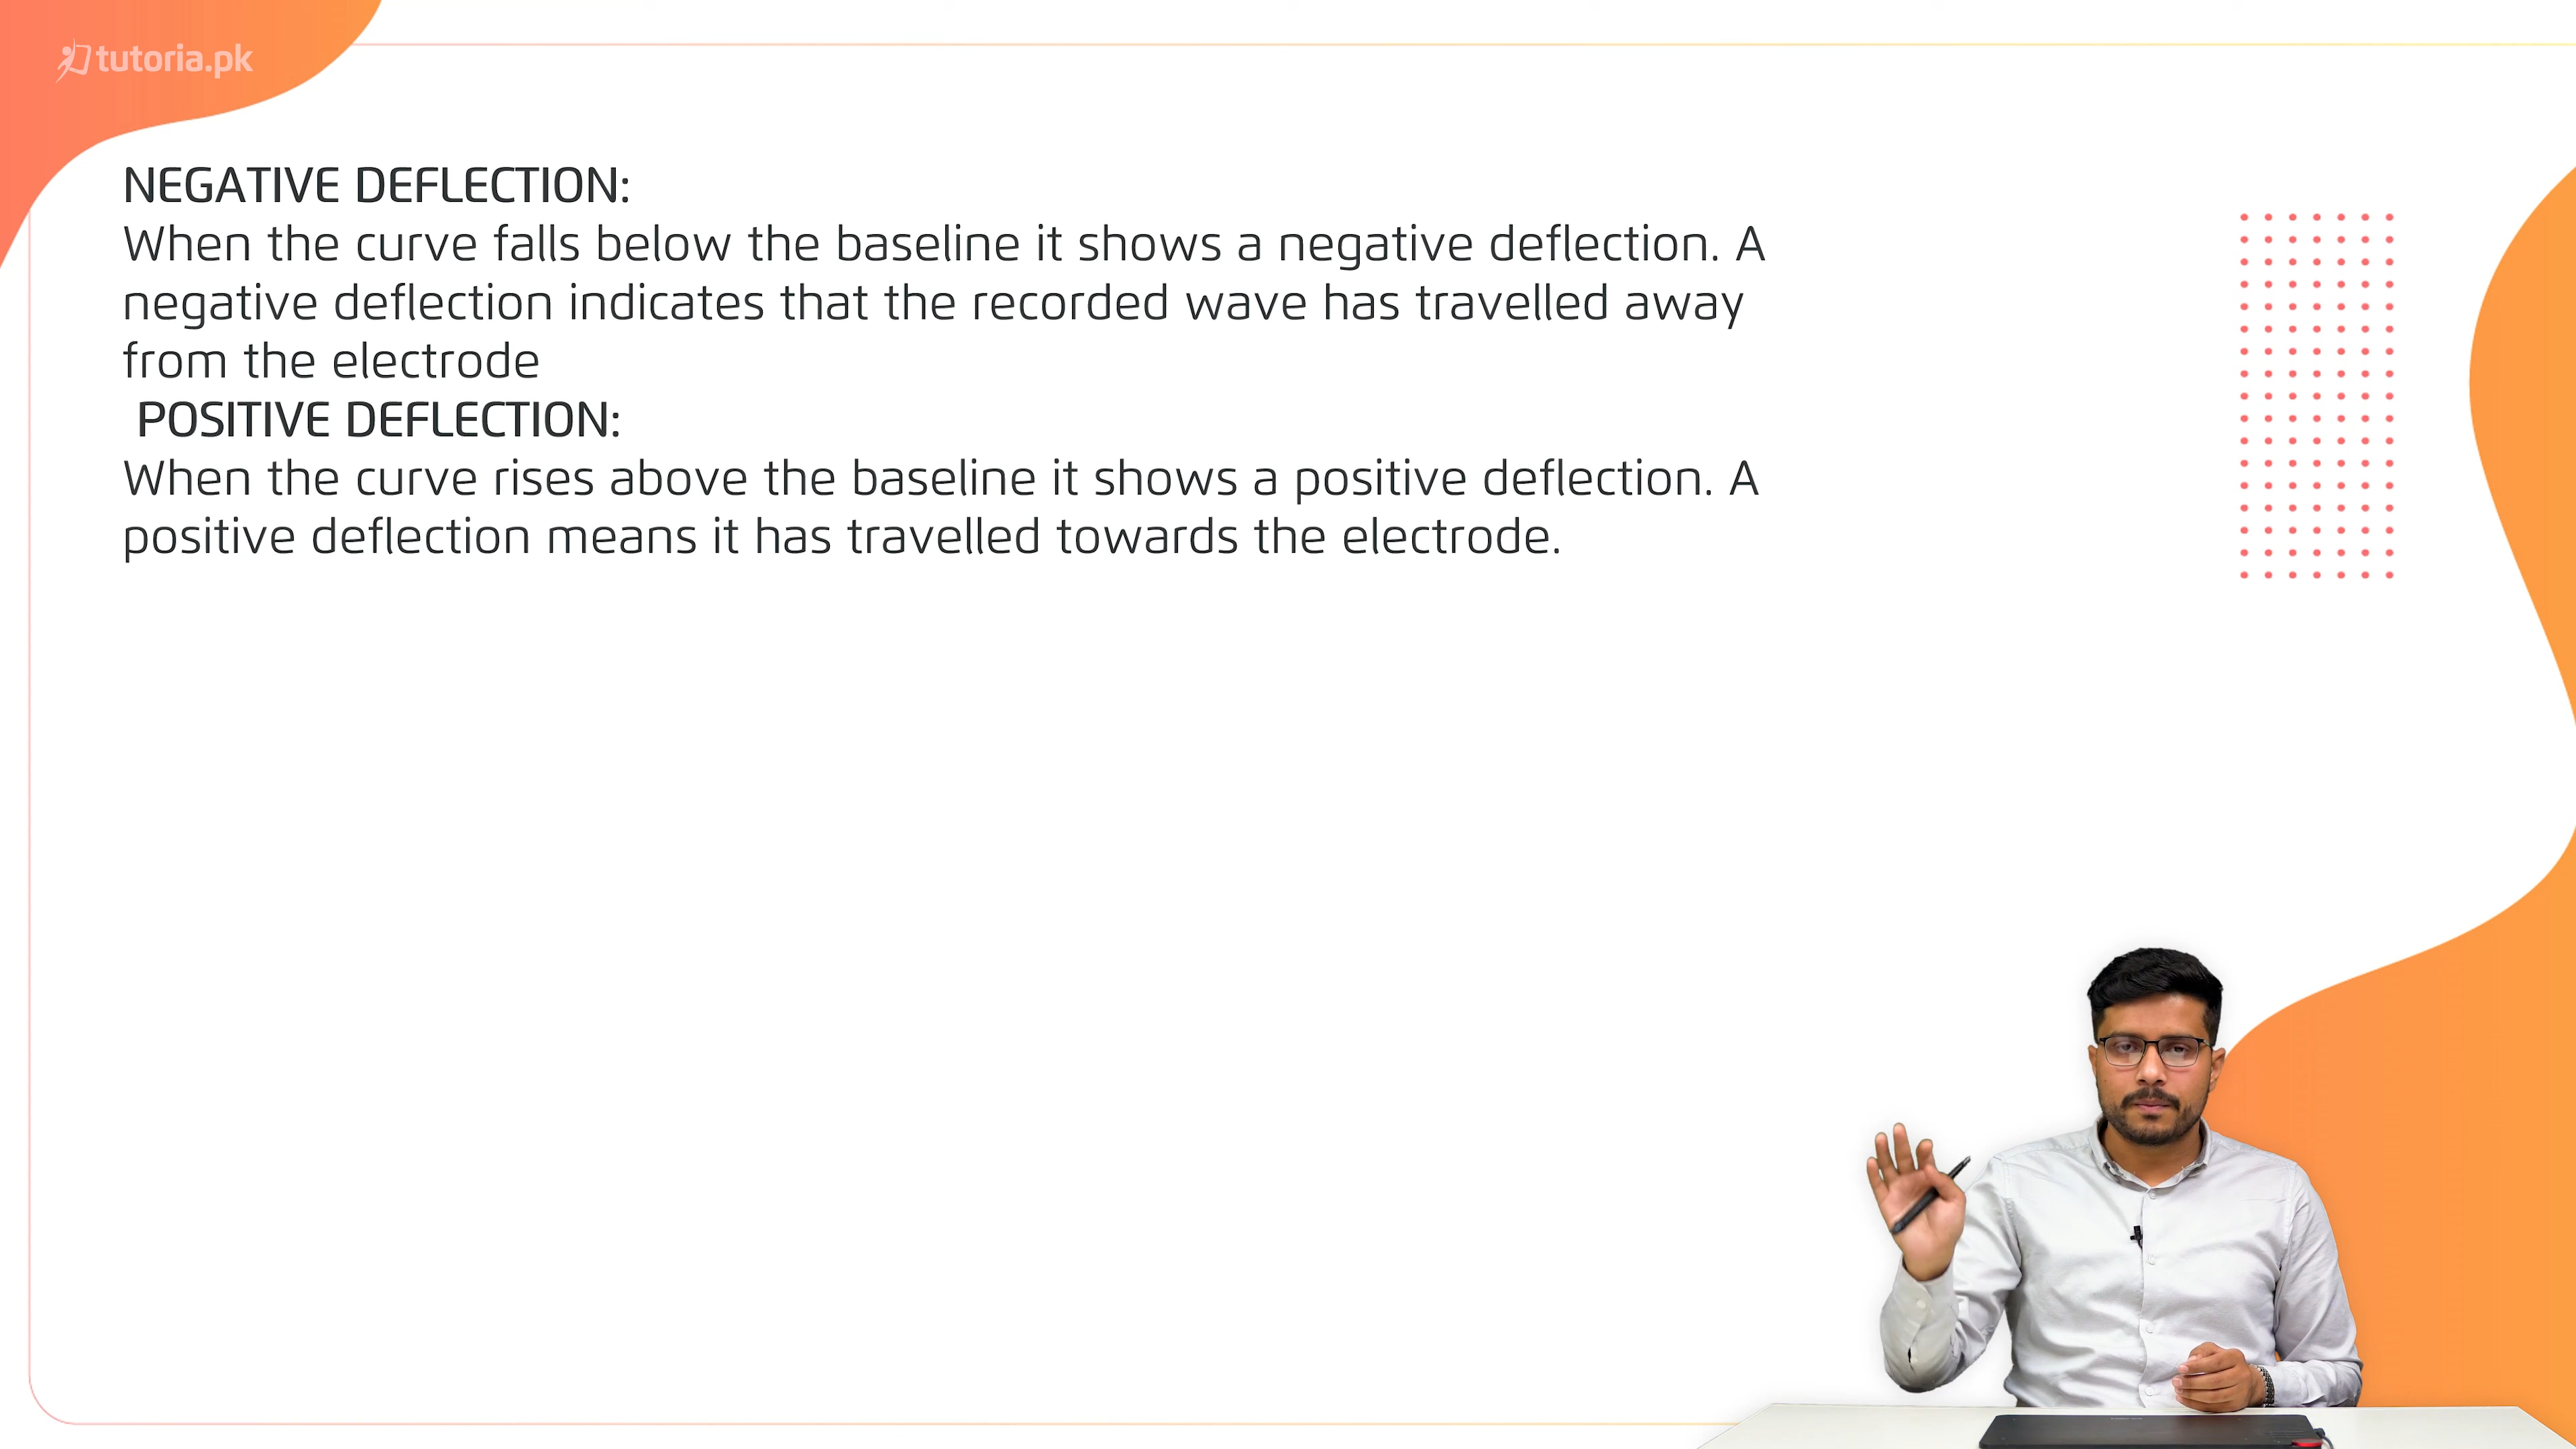 tutoria.pk
NEGATIVE DEFLECTION:
When the curve falls below the baseline it shows a negative deflection. A
negative deflection indicates that the recorded wave has travelled away
from the electrode
POSITIVE DEFLECTION:
When the curve rises above the baseline it shows a positive deflection. A
positive deflection means it has travelled towards the electrode.